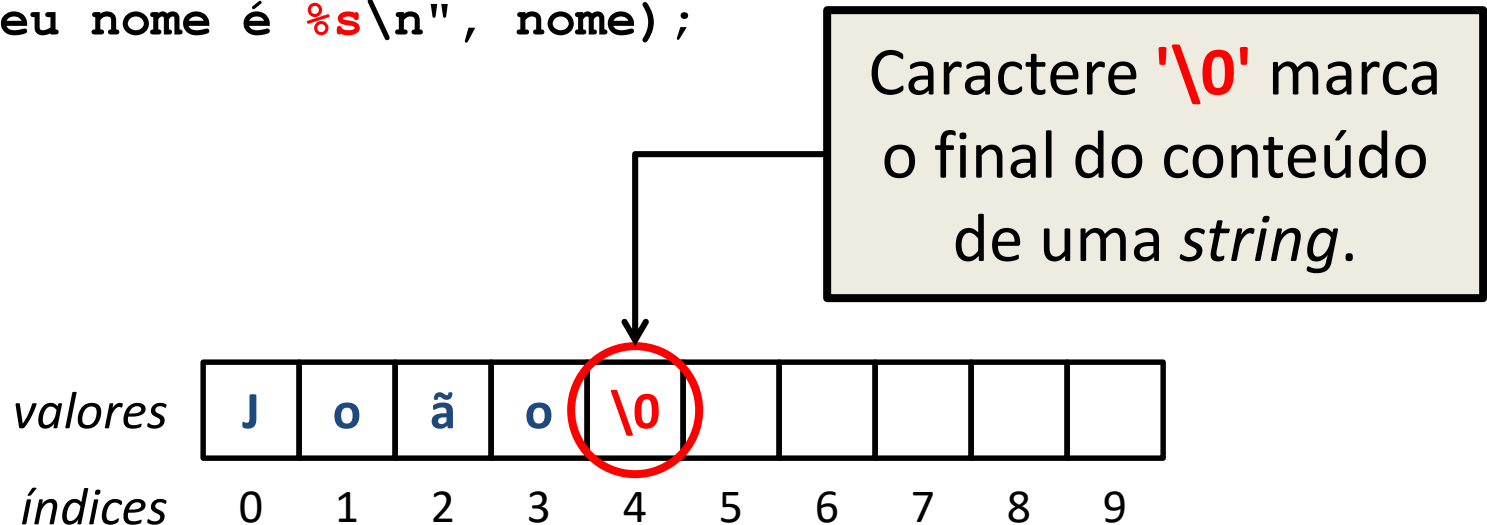 eu nome é %s\n", nome);
Caractere '\0' marca
o final do conteúdo
de uma string.
valores J o ã o \0
índices 0 1 2 3 4 5 6 7 8 9